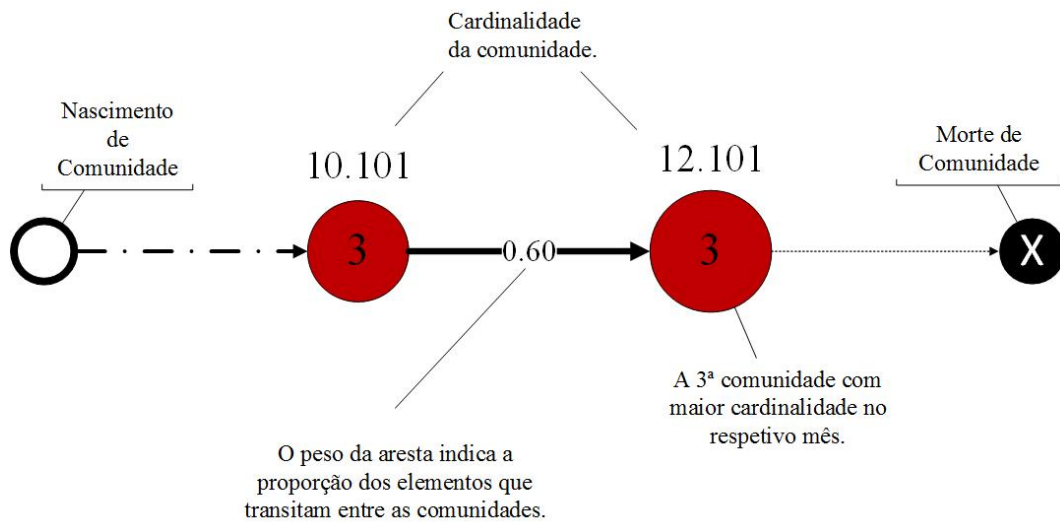 Cardinalidade
da comunidade.
Nascimento
de
Comunidade
Morte de
Comunidade
10.101
12.101
3
0.60
3
X
A 3ª comunidade com
maior cardinalidade no
respetivo mês.
O peso da aresta indica a
proporção dos elementos que
transitam entre as comunidades.